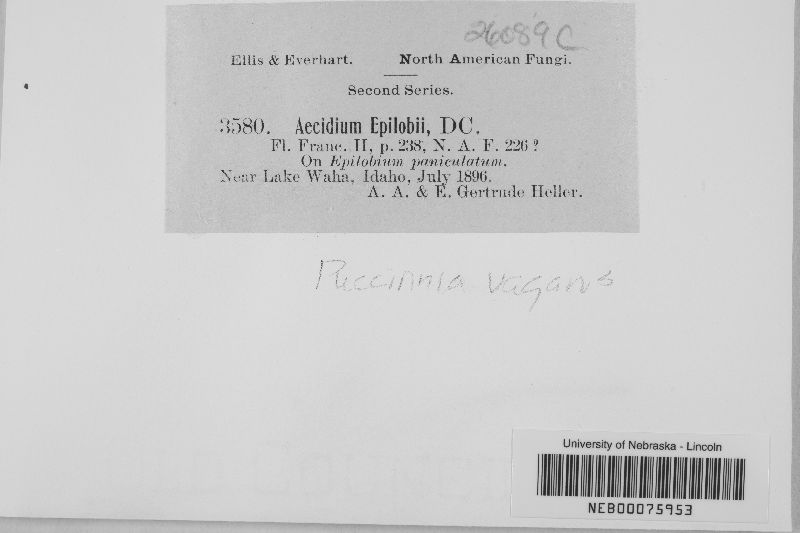 26089 C
Ellis & Everhart. North American Fungi.
Second Series.
3580. Aecidium Epilobii, DC.
Fl. Franc. II, p. 238, N. A. F. 226 ?
On Epilobium paniculatum.
Near Lake Waha, Idaho, July 1896.
A. A. & E. Gertrude Heller.
Puccinnia vagans
University of Nebraska - Lincoln
NEB00075953